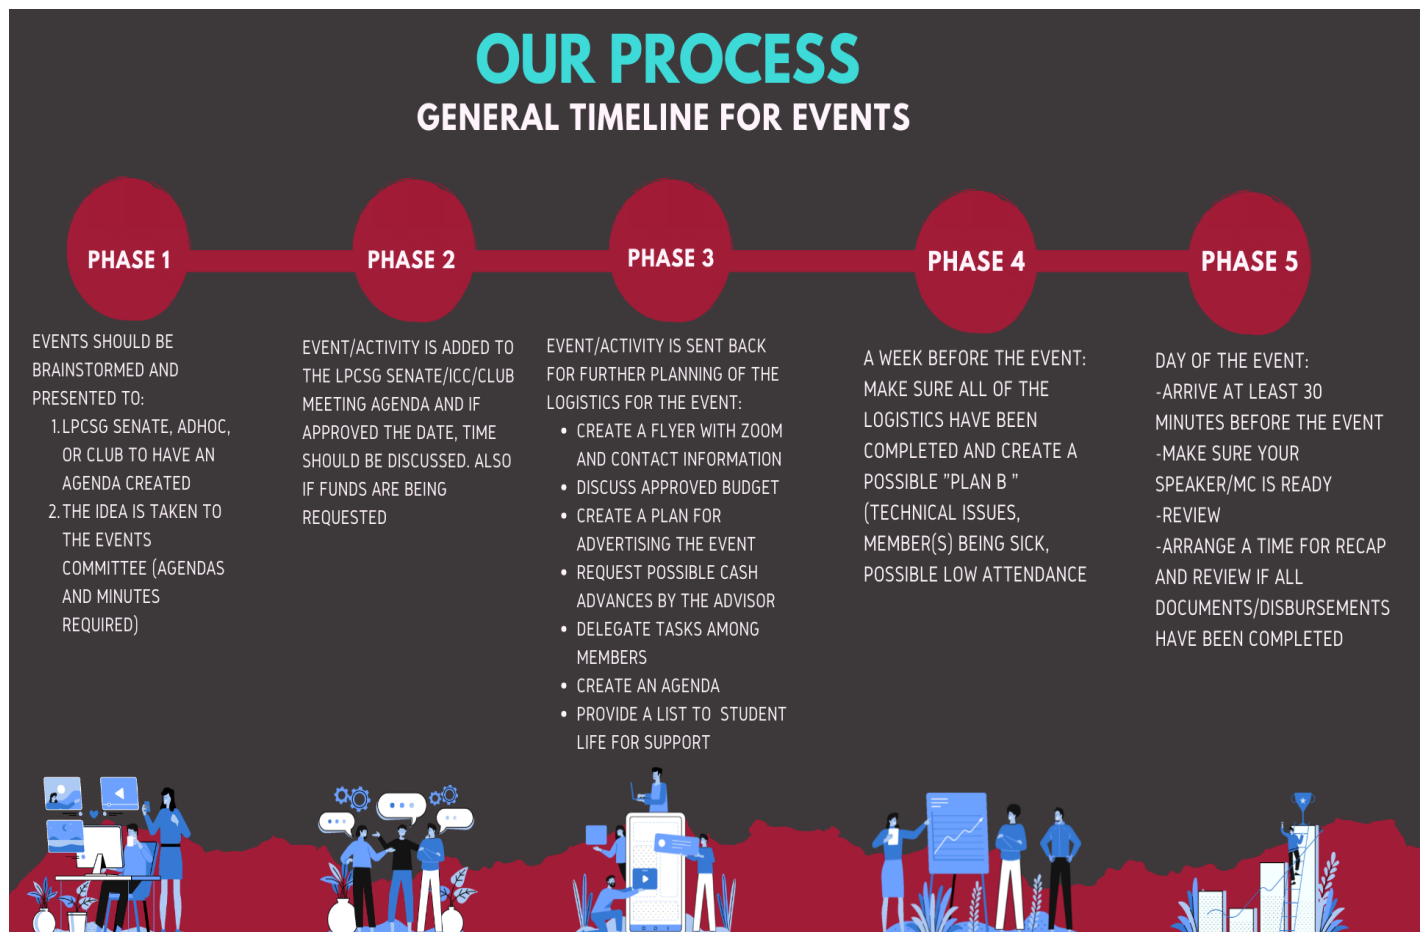 OUR PROCESS
GENERAL TIMELINE FOR EVENTS
PHASE 1
EVENTS SHOULD BE
BRAINSTORMED AND
PRESENTED TO:
1. LPCSG SENATE, ADHOC,
OR CLUB TO HAVE AN
AGENDA CREATED
2. THE IDEA IS TAKEN TO
THE EVENTS
COMMITTEE (AGENDAS
AND MINUTES
REQUIRED)
PHASE 2
EVENT/ACTIVITY IS ADDED TO
THE LPCSG SENATE/ICC/CLUB
MEETING AGENDA AND IF
APPROVED THE DATE, TIME
SHOULD BE DISCUSSED. ALSO
IF FUNDS ARE BEING
REQUESTED
PHASE 3
EVENT/ACTIVITY IS SENT BACK
FOR FURTHER PLANNING OF THE
LOGISTICS FOR THE EVENT:
• CREATE A FLYER WITH ZOOM
AND CONTACT INFORMATION
• DISCUSS APPROVED BUDGET
• CREATE A PLAN FOR
ADVERTISING THE EVENT
• REQUEST POSSIBLE CASH
ADVANCES BY THE ADVISOR
• DELEGATE TASKS AMONG
MEMBERS
• CREATE AN AGENDA
• PROVIDE A LIST TO STUDENT
LIFE FOR SUPPORT
PHASE 4
A WEEK BEFORE THE EVENT:
MAKE SURE ALL OF THE
LOGISTICS HAVE BEEN
COMPLETED AND CREATE A
POSSIBLE "PLAN B "
(TECHNICAL ISSUES,
MEMBER(S) BEING SICK,
POSSIBLE LOW ATTENDANCE
PHASE 5
DAY OF THE EVENT:
-ARRIVE AT LEAST 30
MINUTES BEFORE THE EVENT
-MAKE SURE YOUR
SPEAKER/MC IS READY
-REVIEW
-ARRANGE A TIME FOR RECAP
AND REVIEW IF ALL
DOCUMENTS/DISBURSEMENTS
HAVE BEEN COMPLETED